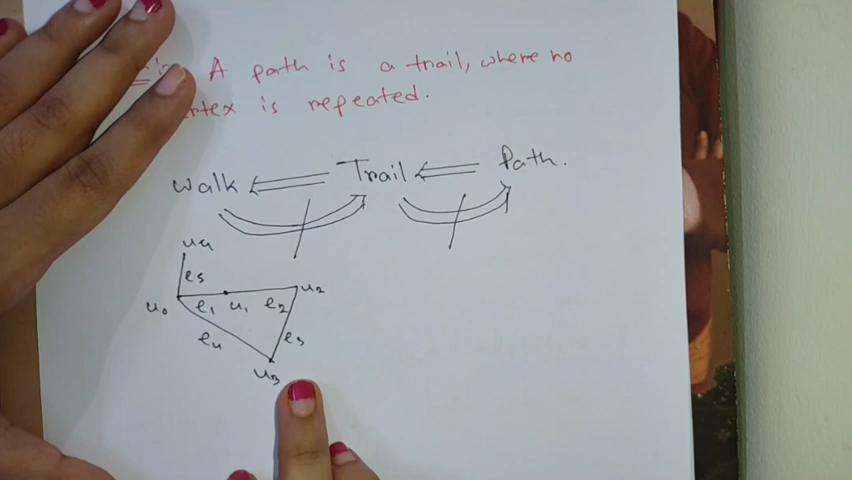 A path is a trail, where no
is repeated.
Walk ⟸ Trail ⟸ Path.
u4
e5
u0 e1 u1 e2 u2
e4 e3
u3